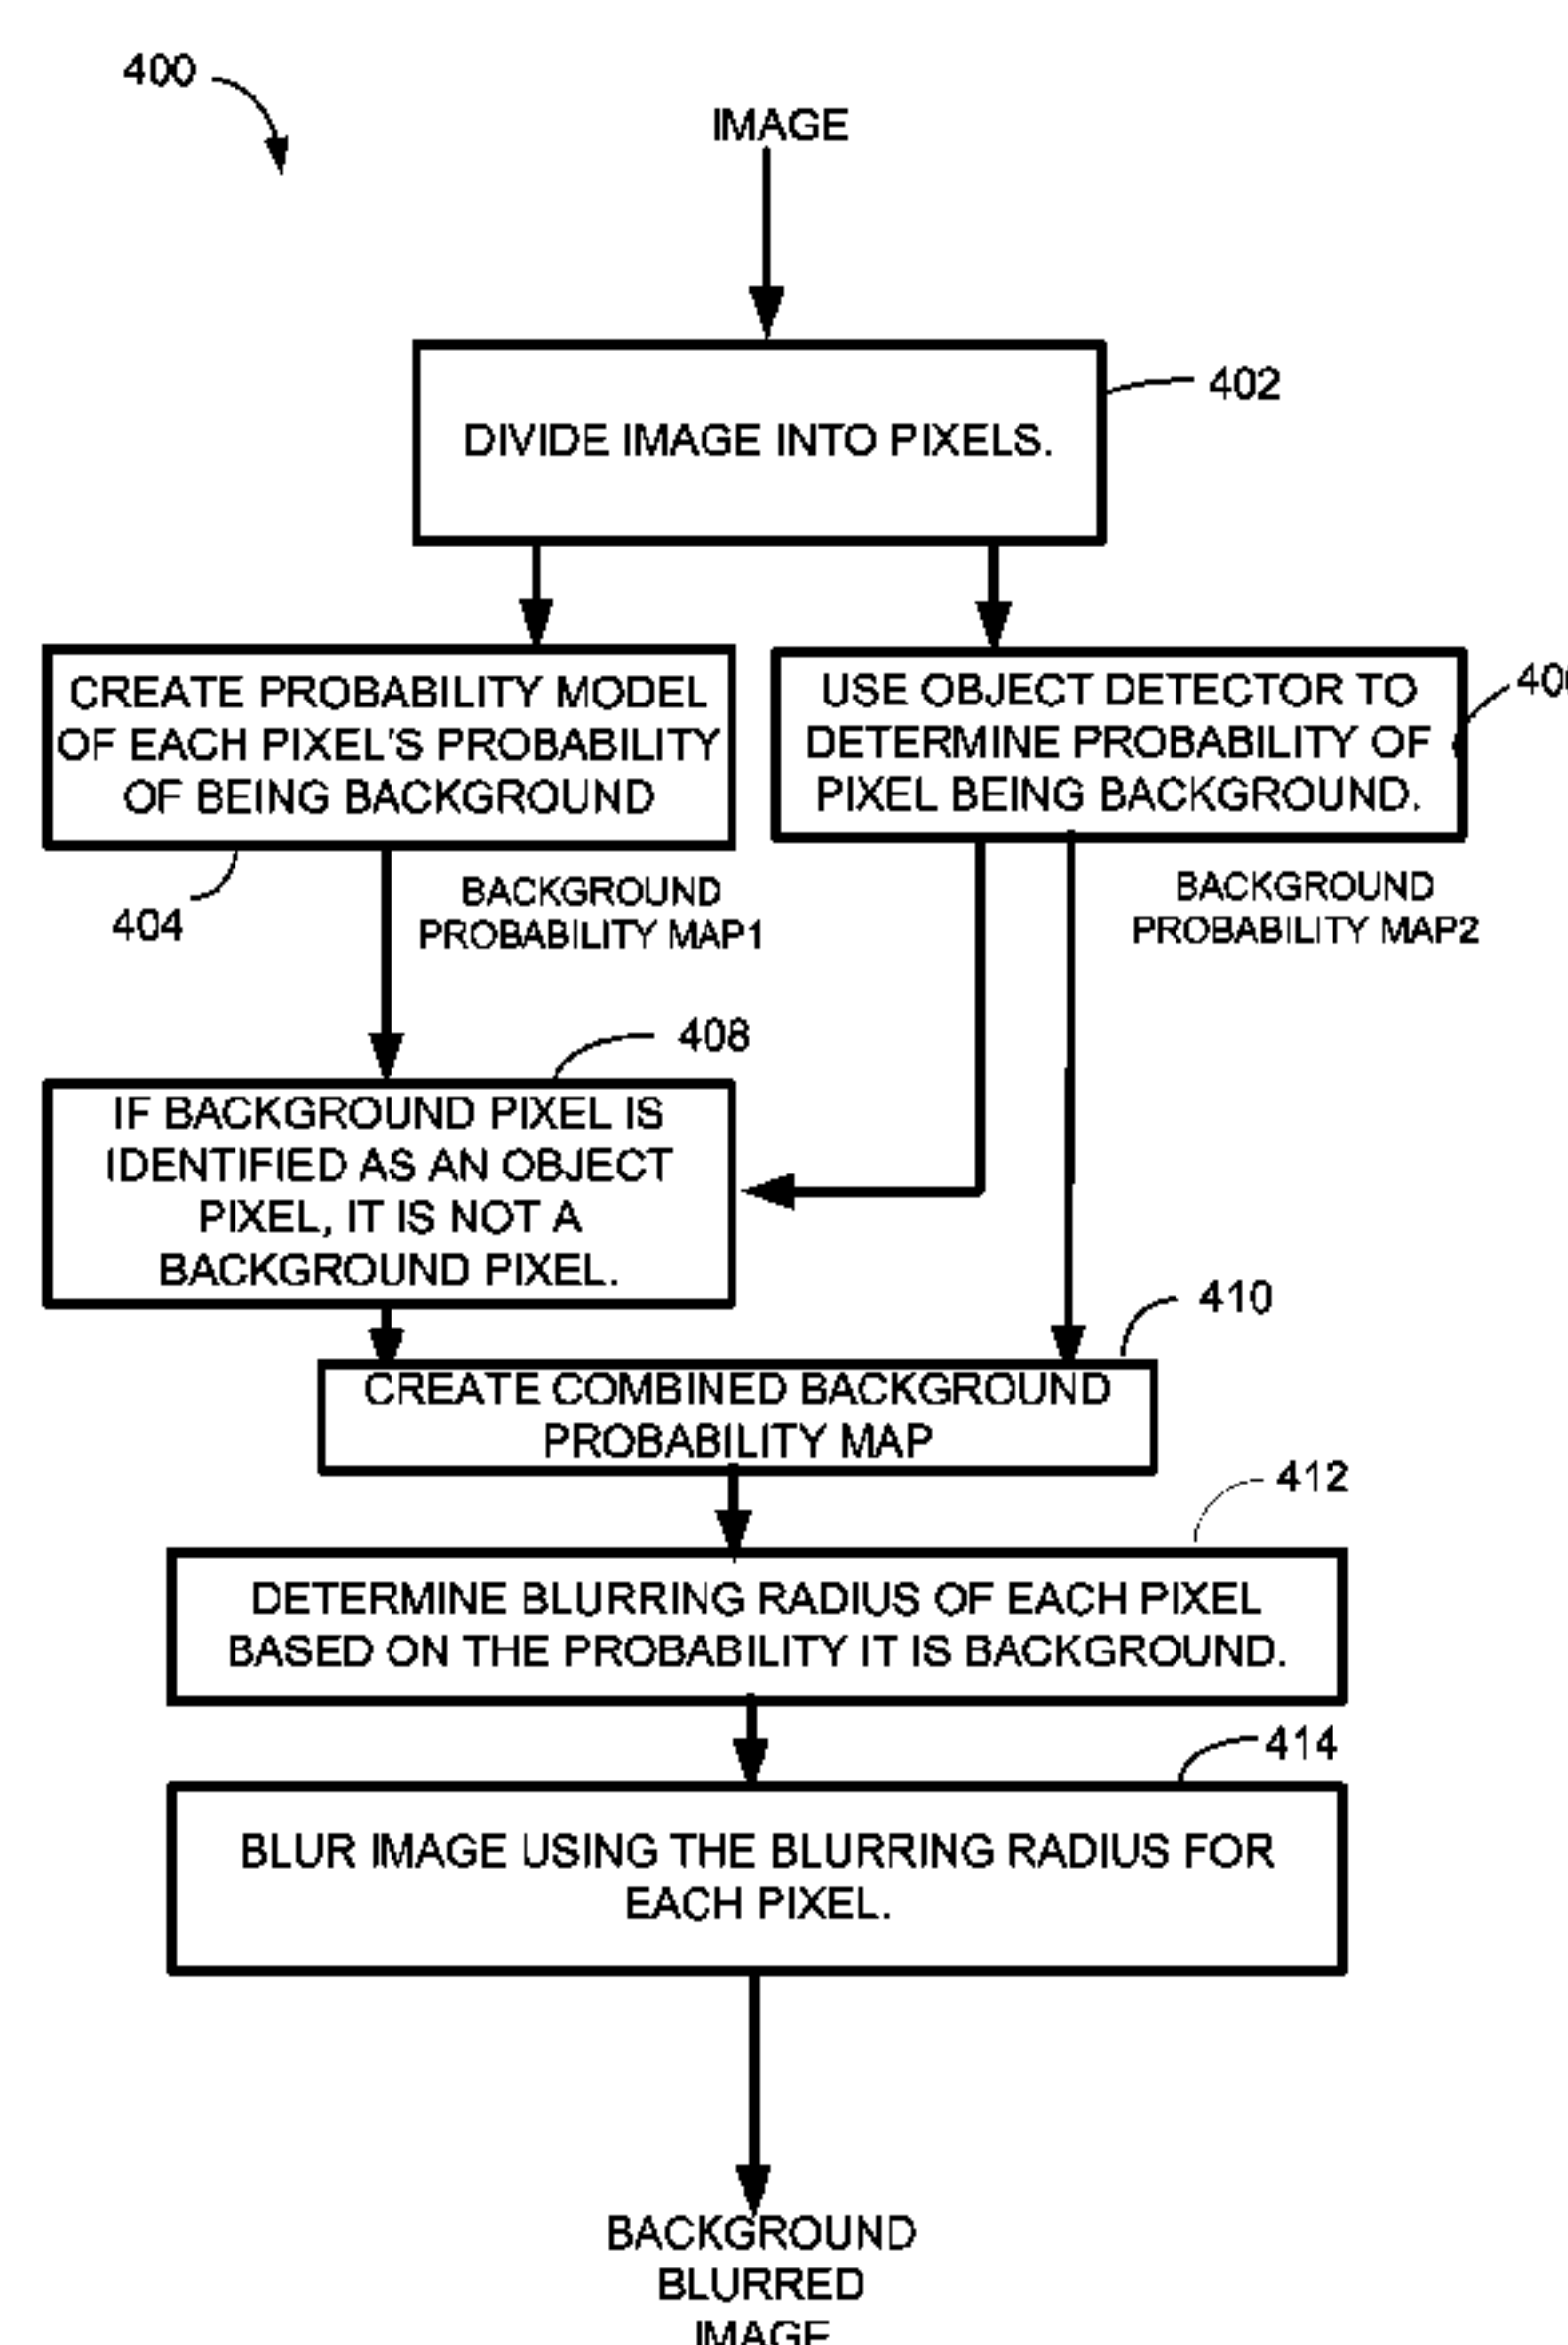 400
IMAGE
402
DIVIDE IMAGE INTO PIXELS.
CREATE PROBABILITY MODEL
OF EACH PIXEL'S PROBABILITY
OF BEING BACKGROUND
404
USE OBJECT DETECTOR TO
DETERMINE PROBABILITY OF
PIXEL BEING BACKGROUND.
BACKGROUND
PROBABILITY MAP1
BACKGROUND
PROBABILITY MAP2
408
IF BACKGROUND PIXEL IS
IDENTIFIED AS AN OBJECT
PIXEL, IT IS NOT A
BACKGROUND PIXEL.
410
CREATE COMBINED BACKGROUND
PROBABILITY MAP
412
DETERMINE BLURRING RADIUS OF EACH PIXEL
BASED ON THE PROBABILITY IT IS BACKGROUND.
414
BLUR IMAGE USING THE BLURRING RADIUS FOR
EACH PIXEL.
BACKGROUND
BLURRED
IMAGE